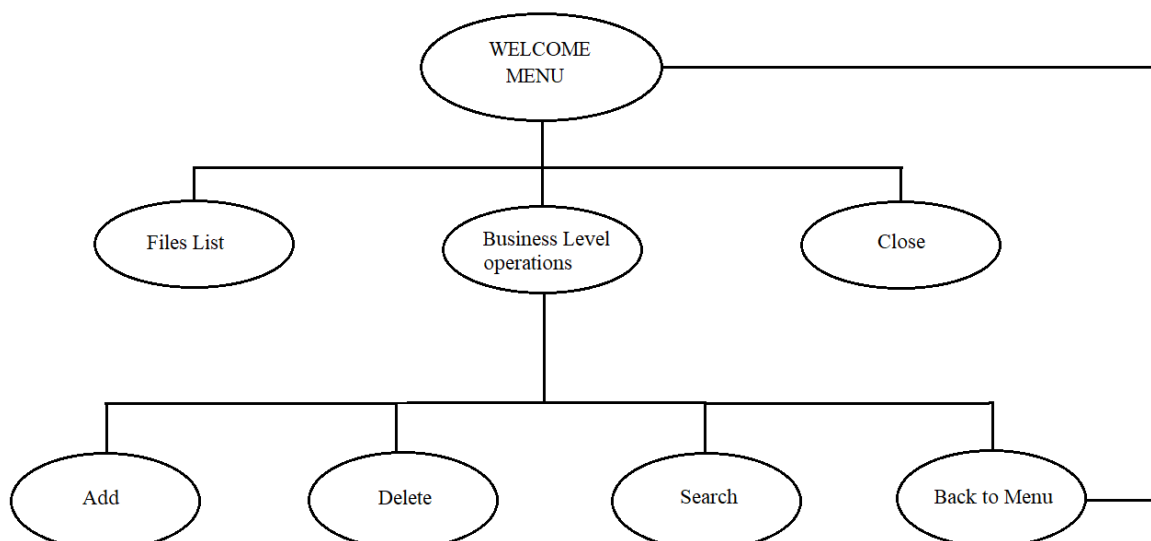 WELCOME
MENU
Files List
Business Level
operations
Close
Add
Delete
Search
Back to Menu